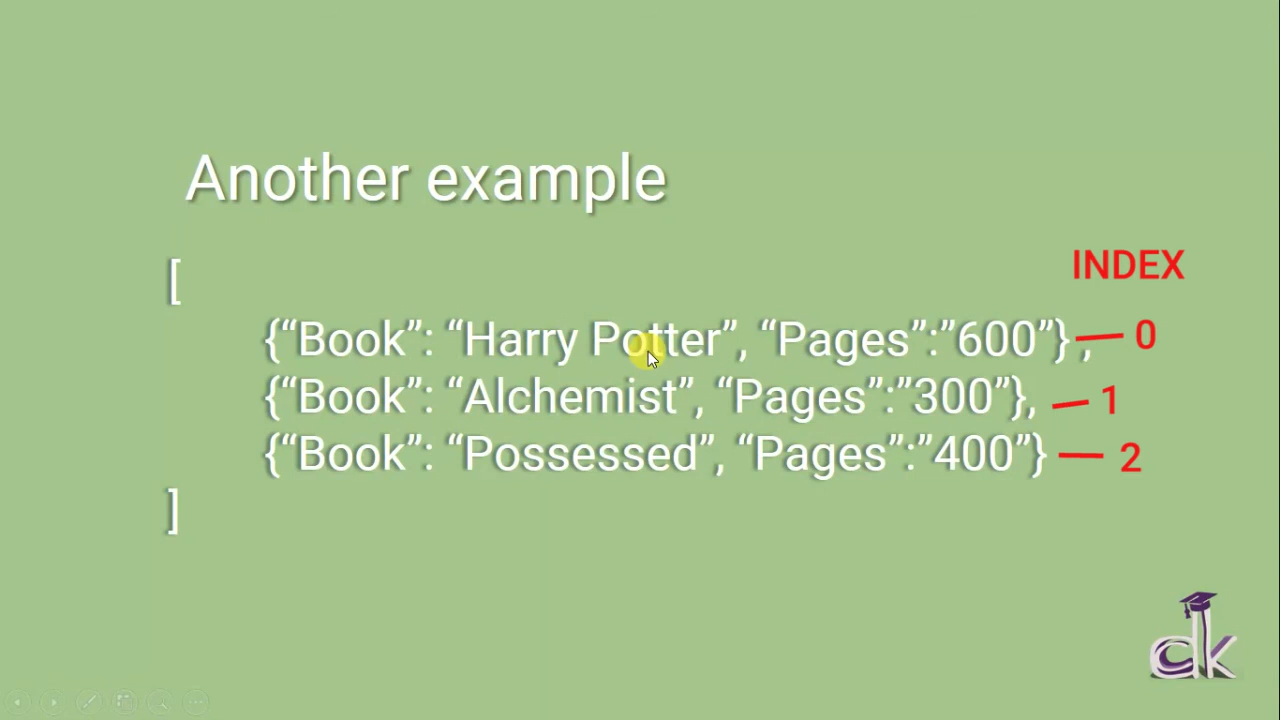 Another example
[
INDEX
{“Book”: “Harry Potter”, “Pages”:”600”} , 0
{“Book”: “Alchemist”, “Pages”:”300”}, 1
{“Book”: “Possessed”, “Pages”:”400”} 2
]
dk